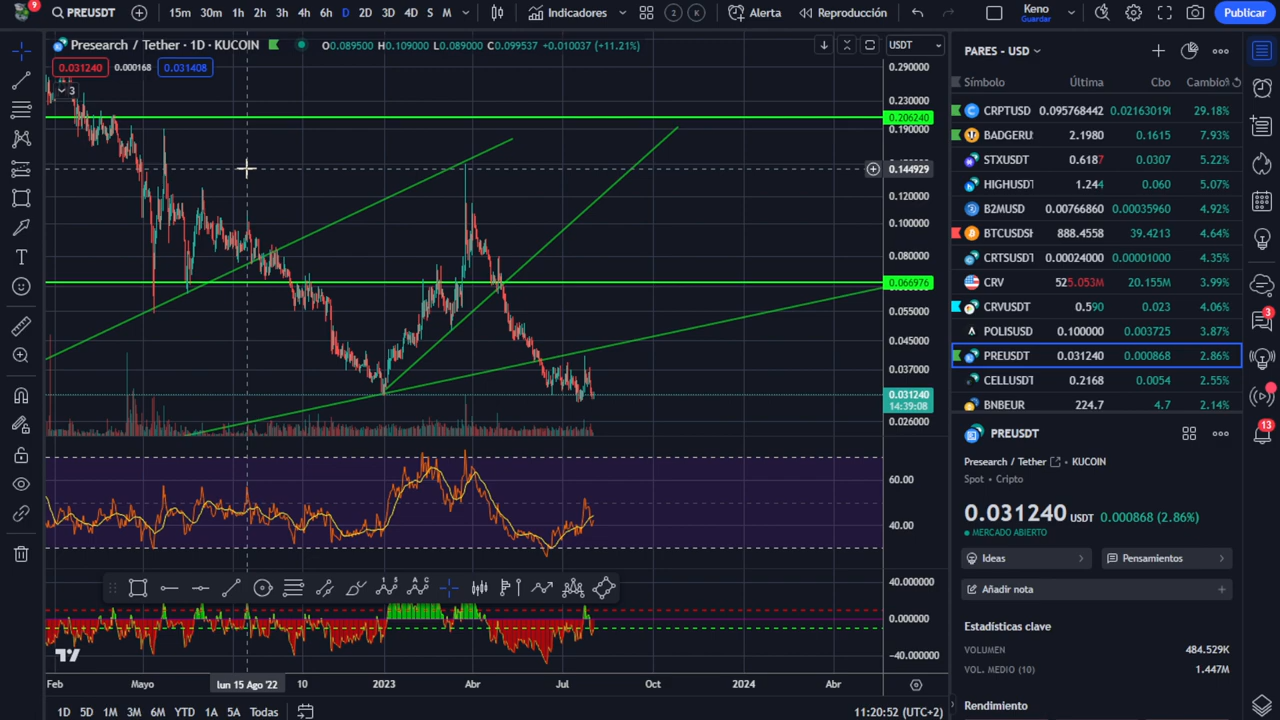 9
PREUSDT
15m 30m 1h 2h 3h 4h 6h D 2D 3D 4D S M
Indicadores
2 K
Alerta
Reproducción
Keno
Guardar
Publicar
Presearch / Tether · 1D · KUCOIN
O0.089500 H0.109000 L0.089000 C0.099537 +0.010037 (+11.21%)
USDT
0.031240 0.000168 0.031408
3
0.290000
0.230000
0.206240
0.190000
0.144929
0.120000
0.100000
0.080000
0.066976
0.055000
0.045000
0.037000
0.031240
14:39:08
0.026000
60.00
40.00
40.000000
0.000000
-40.000000
Feb Mayo lun 15 Ago '22 10 2023 Abr Jul Oct 2024 Abr
1D 5D 1M 3M 6M YTD 1A 5A Todas
11:20:52 (UTC+2)
PARES - USD
Símbolo Última Cbo Cambio%
CRPTUSD 0.095768442 29.18%
2.1980 0.1615 7.93%
STXUSDT 0.6187 0.0307 5.22%
HIGHUSDT 1.244 0.060 5.07%
B2MUSD 0.00766860 0.00035960 4.92%
888.4558 39.4213 4.64%
CRTSUSDT 0.00024000 0.00001000 4.35%
CRV 525.053M 20.155M 3.99%
CRVUSDT 0.590 0.023 4.06%
POLISUSD 0.100000 0.003725 3.87%
PREUSDT 0.031240 0.000868 2.86%
CELLUSDT 0.2168 0.0054 2.55%
BNBEUR 224.7 4.7 2.14%
PREUSDT
Presearch / Tether · KUCOIN
Spot · Cripto
0.031240 USDT 0.000868 (2.86%)
MERCADO ABIERTO
Ideas
Pensamientos
Añadir nota
Estadísticas clave
VOLUMEN 484.529K
VOL. MEDIO (10) 1.447M
Rendimiento
3
13